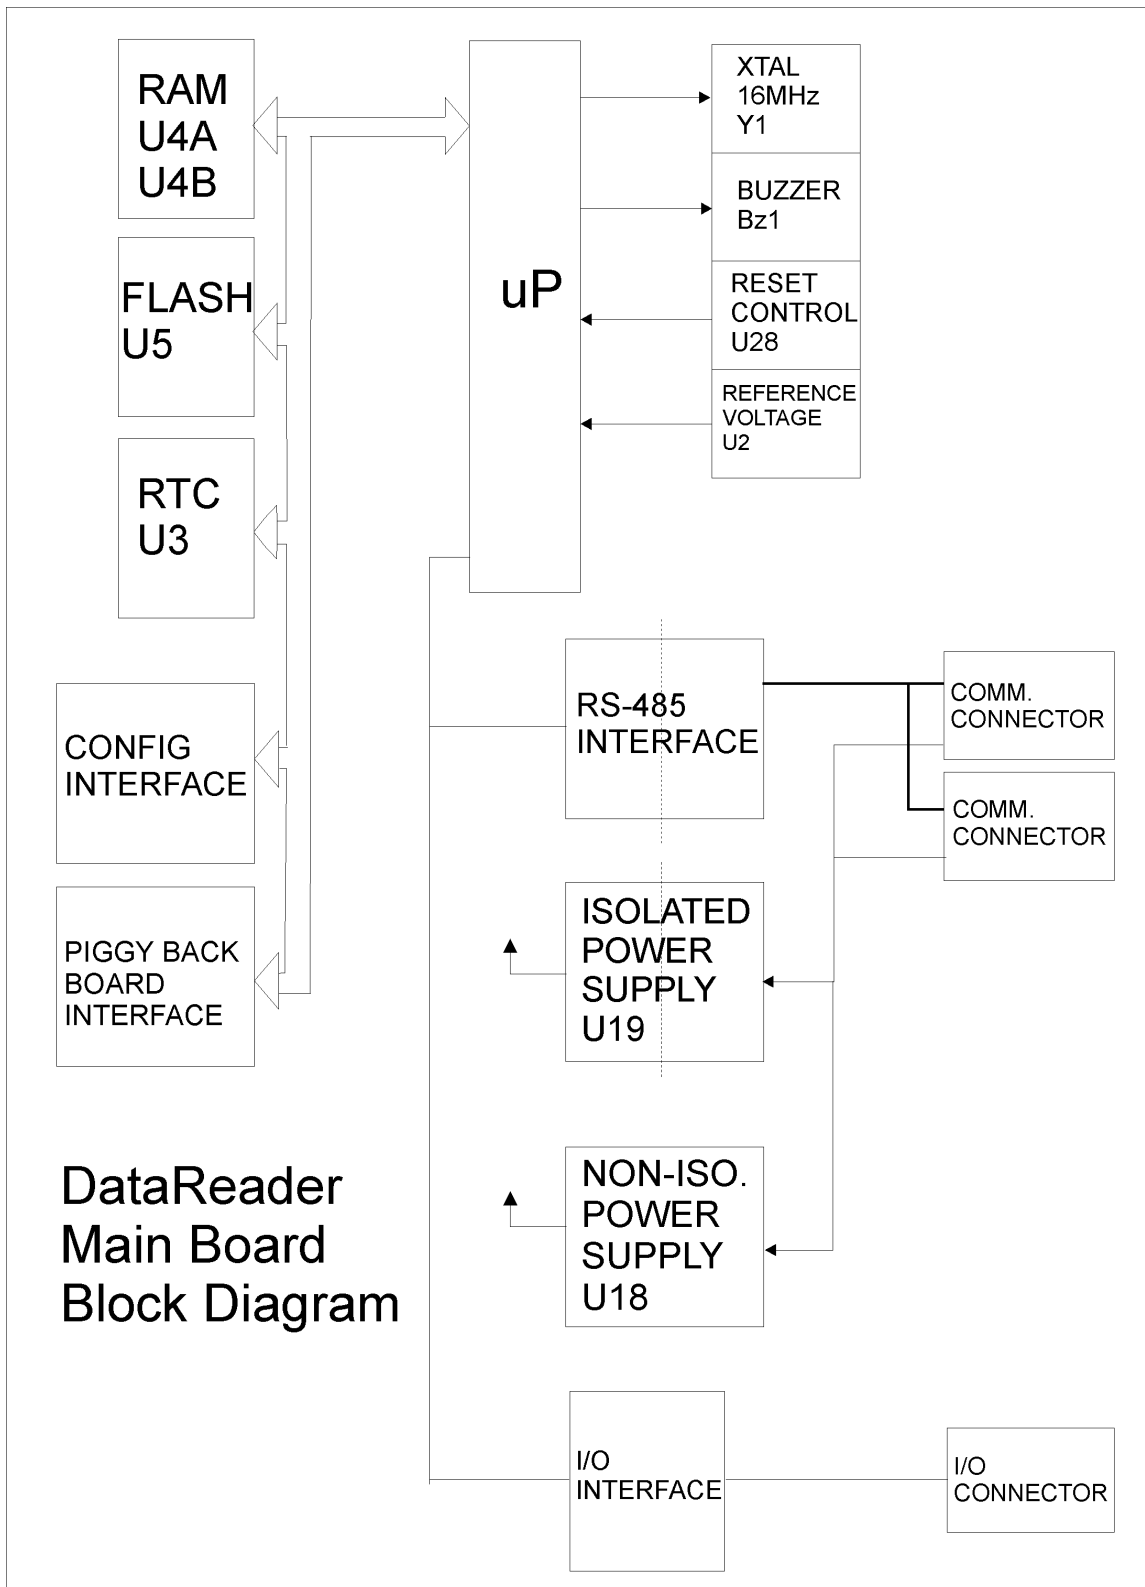 RAM
U4A
U4B
FLASH
U5
RTC
U3
CONFIG
INTERFACE
PIGGY BACK
BOARD
INTERFACE
uP
XTAL
16MHz
Y1
BUZZER
Bz1
RESET
CONTROL
U28
REFERENCE
VOLTAGE
U2
RS-485
INTERFACE
COMM.
CONNECTOR
COMM.
CONNECTOR
ISOLATED
POWER
SUPPLY
U19
NON-ISO.
POWER
SUPPLY
U18
I/O
INTERFACE
I/O
CONNECTOR
DataReader
Main Board
Block Diagram